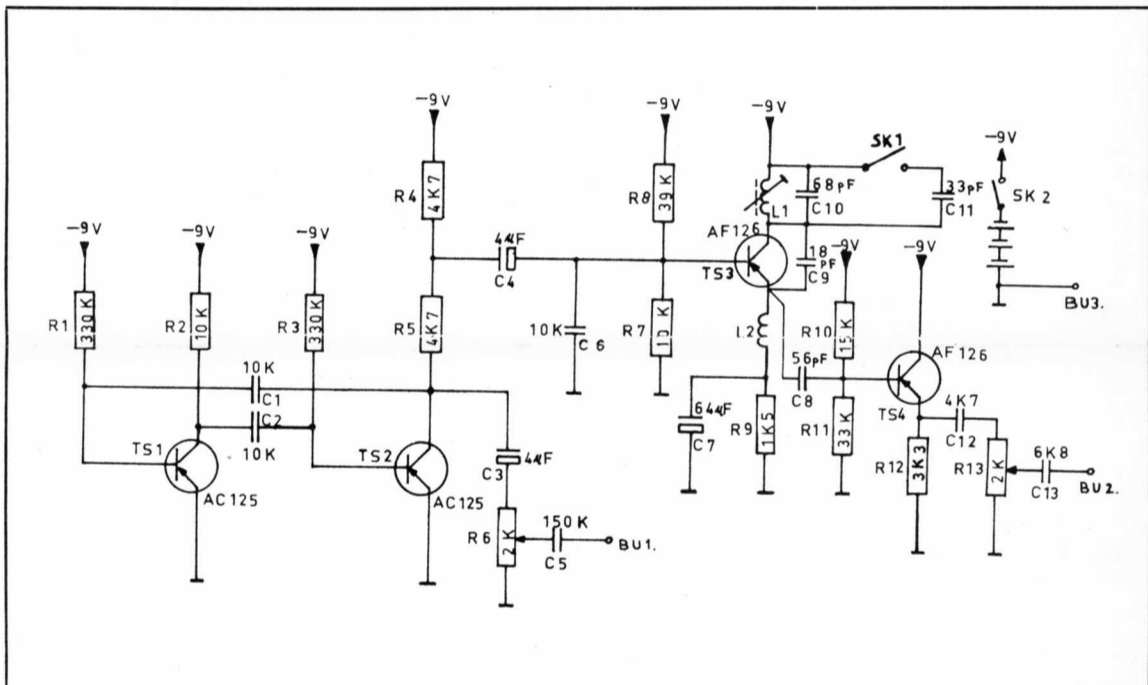 -9V
-9V
-9V
-9V
-9V
-9V
-9V
-9V
-9V
R1
330K
R2
10K
R3
330K
R4
4K7
R5
4K7
10K
C1
C2
10K
TS1
AC125
TS2
AC125
4µF
C3
4µF
C4
R6
2K
150K
C5
BU1.
10K
C6
R8
39K
R7
10K
AF126
TS3
L1
68pF
C10
SK1
33pF
C11
18
pF
C9
L2
56pF
C8
64µF
C7
R9
1K5
R10
15K
R11
33K
AF126
TS4
R12
3K3
4K7
C12
R13
2K
6K8
C13
BU2.
SK2
BU3.